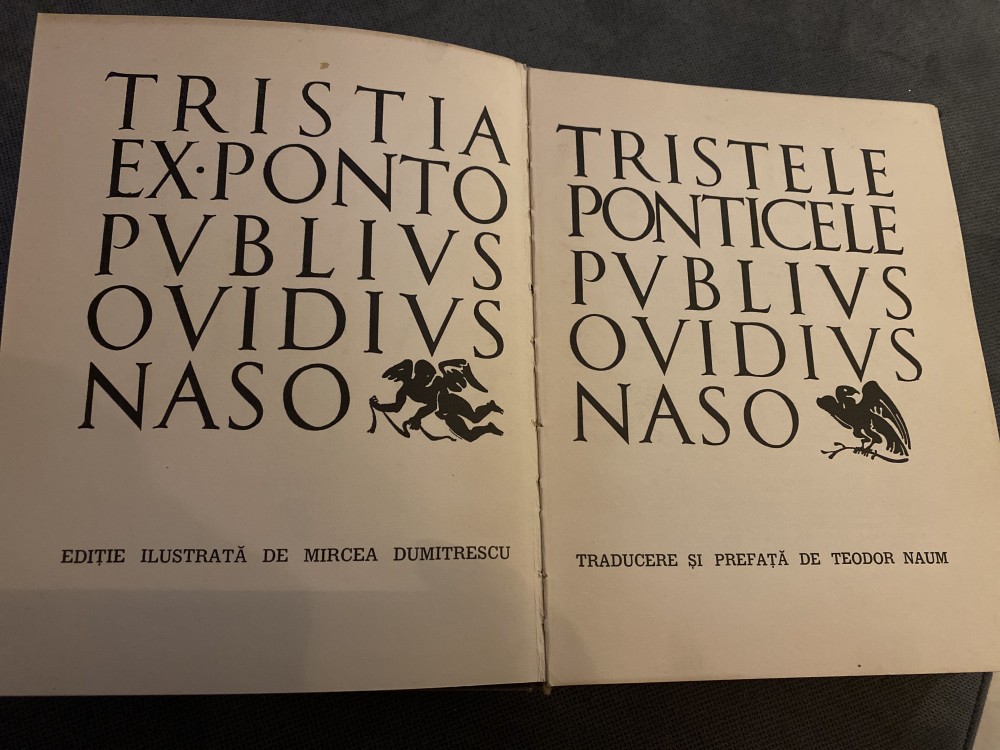 TRISTIA
EX·PONTO
PVBLIVS
OVIDIVS
NASO
EDIȚIE ILUSTRATĂ DE MIRCEA DUMITRESCU
TRISTELE
PONTICELE
PVBLIVS
OVIDIVS
NASO
TRADUCERE ȘI PREFAȚĂ DE TEODOR NAUM